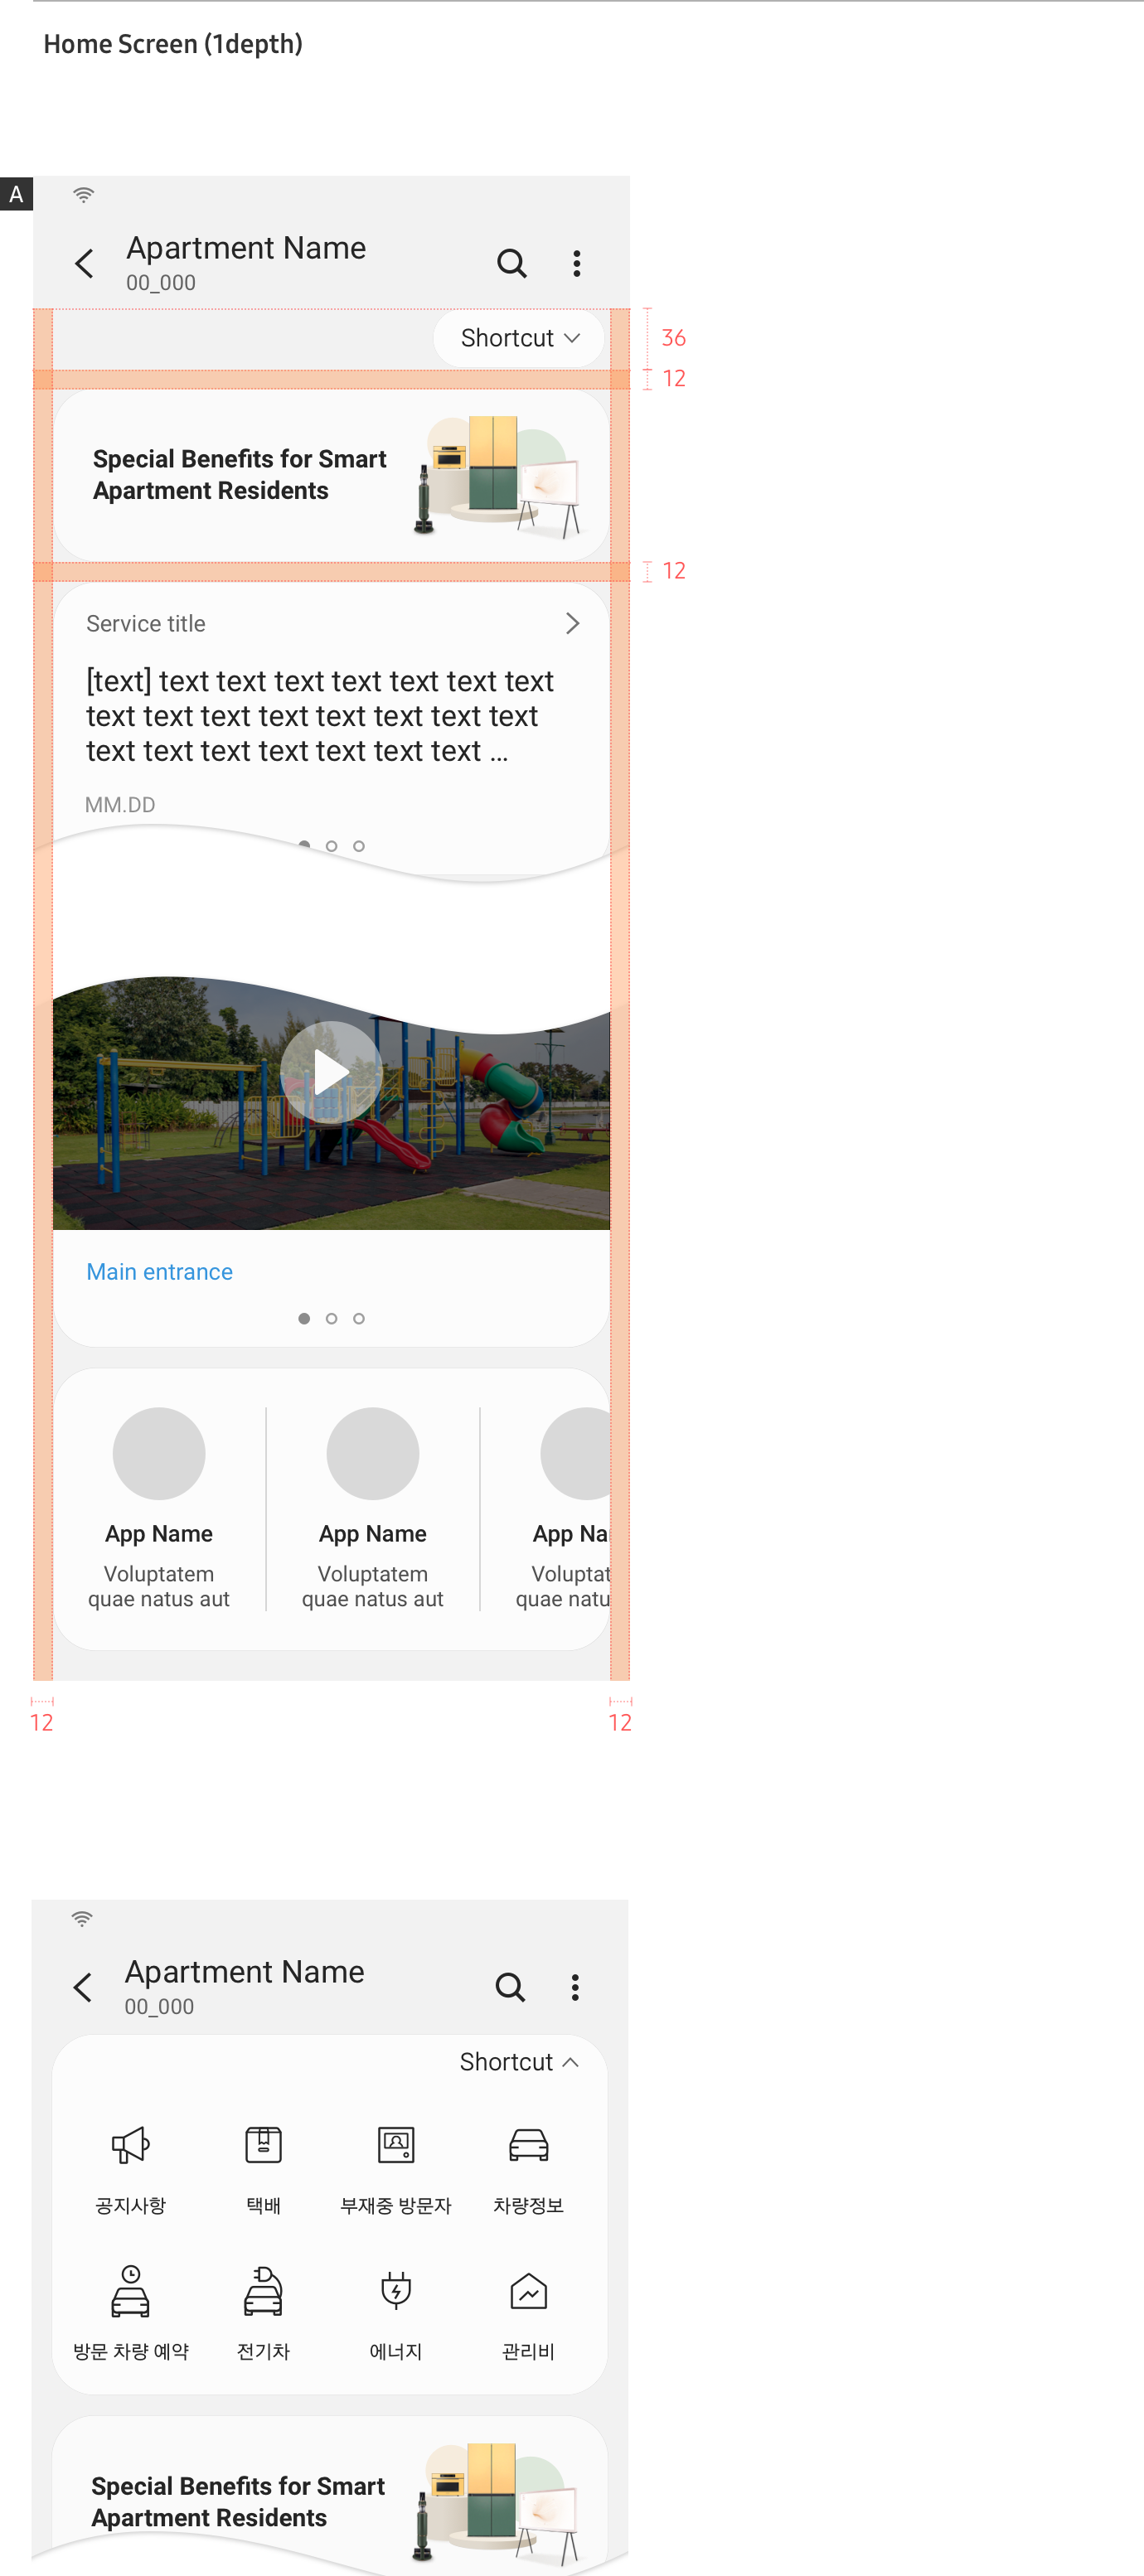 Home Screen (1depth)
A
Apartment Name
00_000
Shortcut
36
12
Special Benefits for Smart
Apartment Residents
12
Service title
[text] text text text text text text text
text text text text text text text text
text text text text text text text ...
MM.DD
Main entrance
App Name
App Name
App Na
Voluptatem
quae natus aut
Voluptatem
quae natus aut
Voluptat
quae natu
12
12
Apartment Name
00_000
Shortcut
공지사항
택배
부재중 방문자
차량정보
방문 차량 예약
전기차
에너지
관리비
Special Benefits for Smart
Apartment Residents